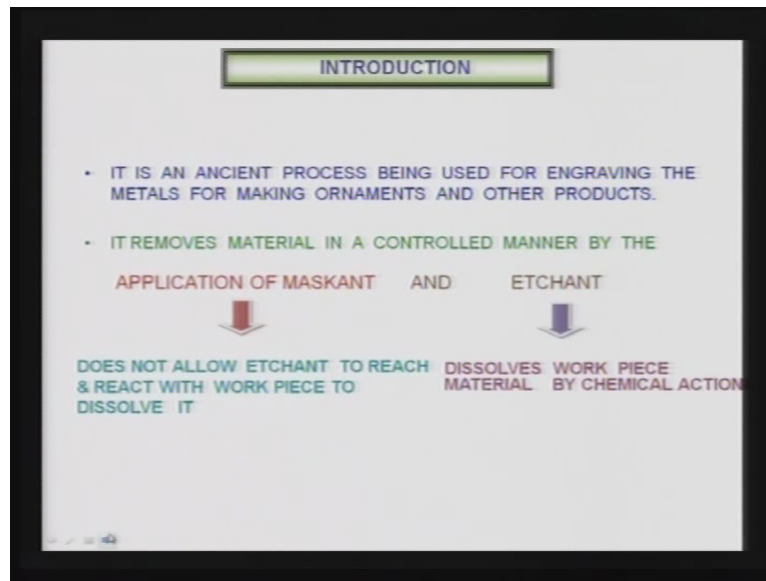 INTRODUCTION
• IT IS AN ANCIENT PROCESS BEING USED FOR ENGRAVING THE
METALS FOR MAKING ORNAMENTS AND OTHER PRODUCTS.
• IT REMOVES MATERIAL IN A CONTROLLED MANNER BY THE
APPLICATION OF MASKANT AND ETCHANT
DOES NOT ALLOW ETCHANT TO REACH
& REACT WITH WORK PIECE TO
DISSOLVE IT
DISSOLVES WORK PIECE
MATERIAL BY CHEMICAL ACTION